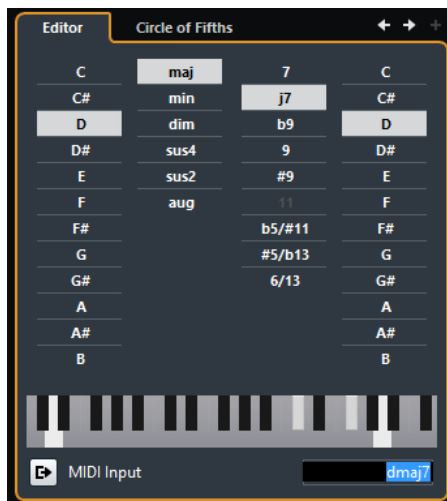 Editor Circle of Fifths
C maj 7 C
C# min j7 C#
D dim b9 D
D# sus4 9 D#
E sus2 #9 E
F aug 11 F
F# b5/#11 F#
G #5/b13 G
G# 6/13 G#
A A
A# A#
B B
MIDI Input dmaj7